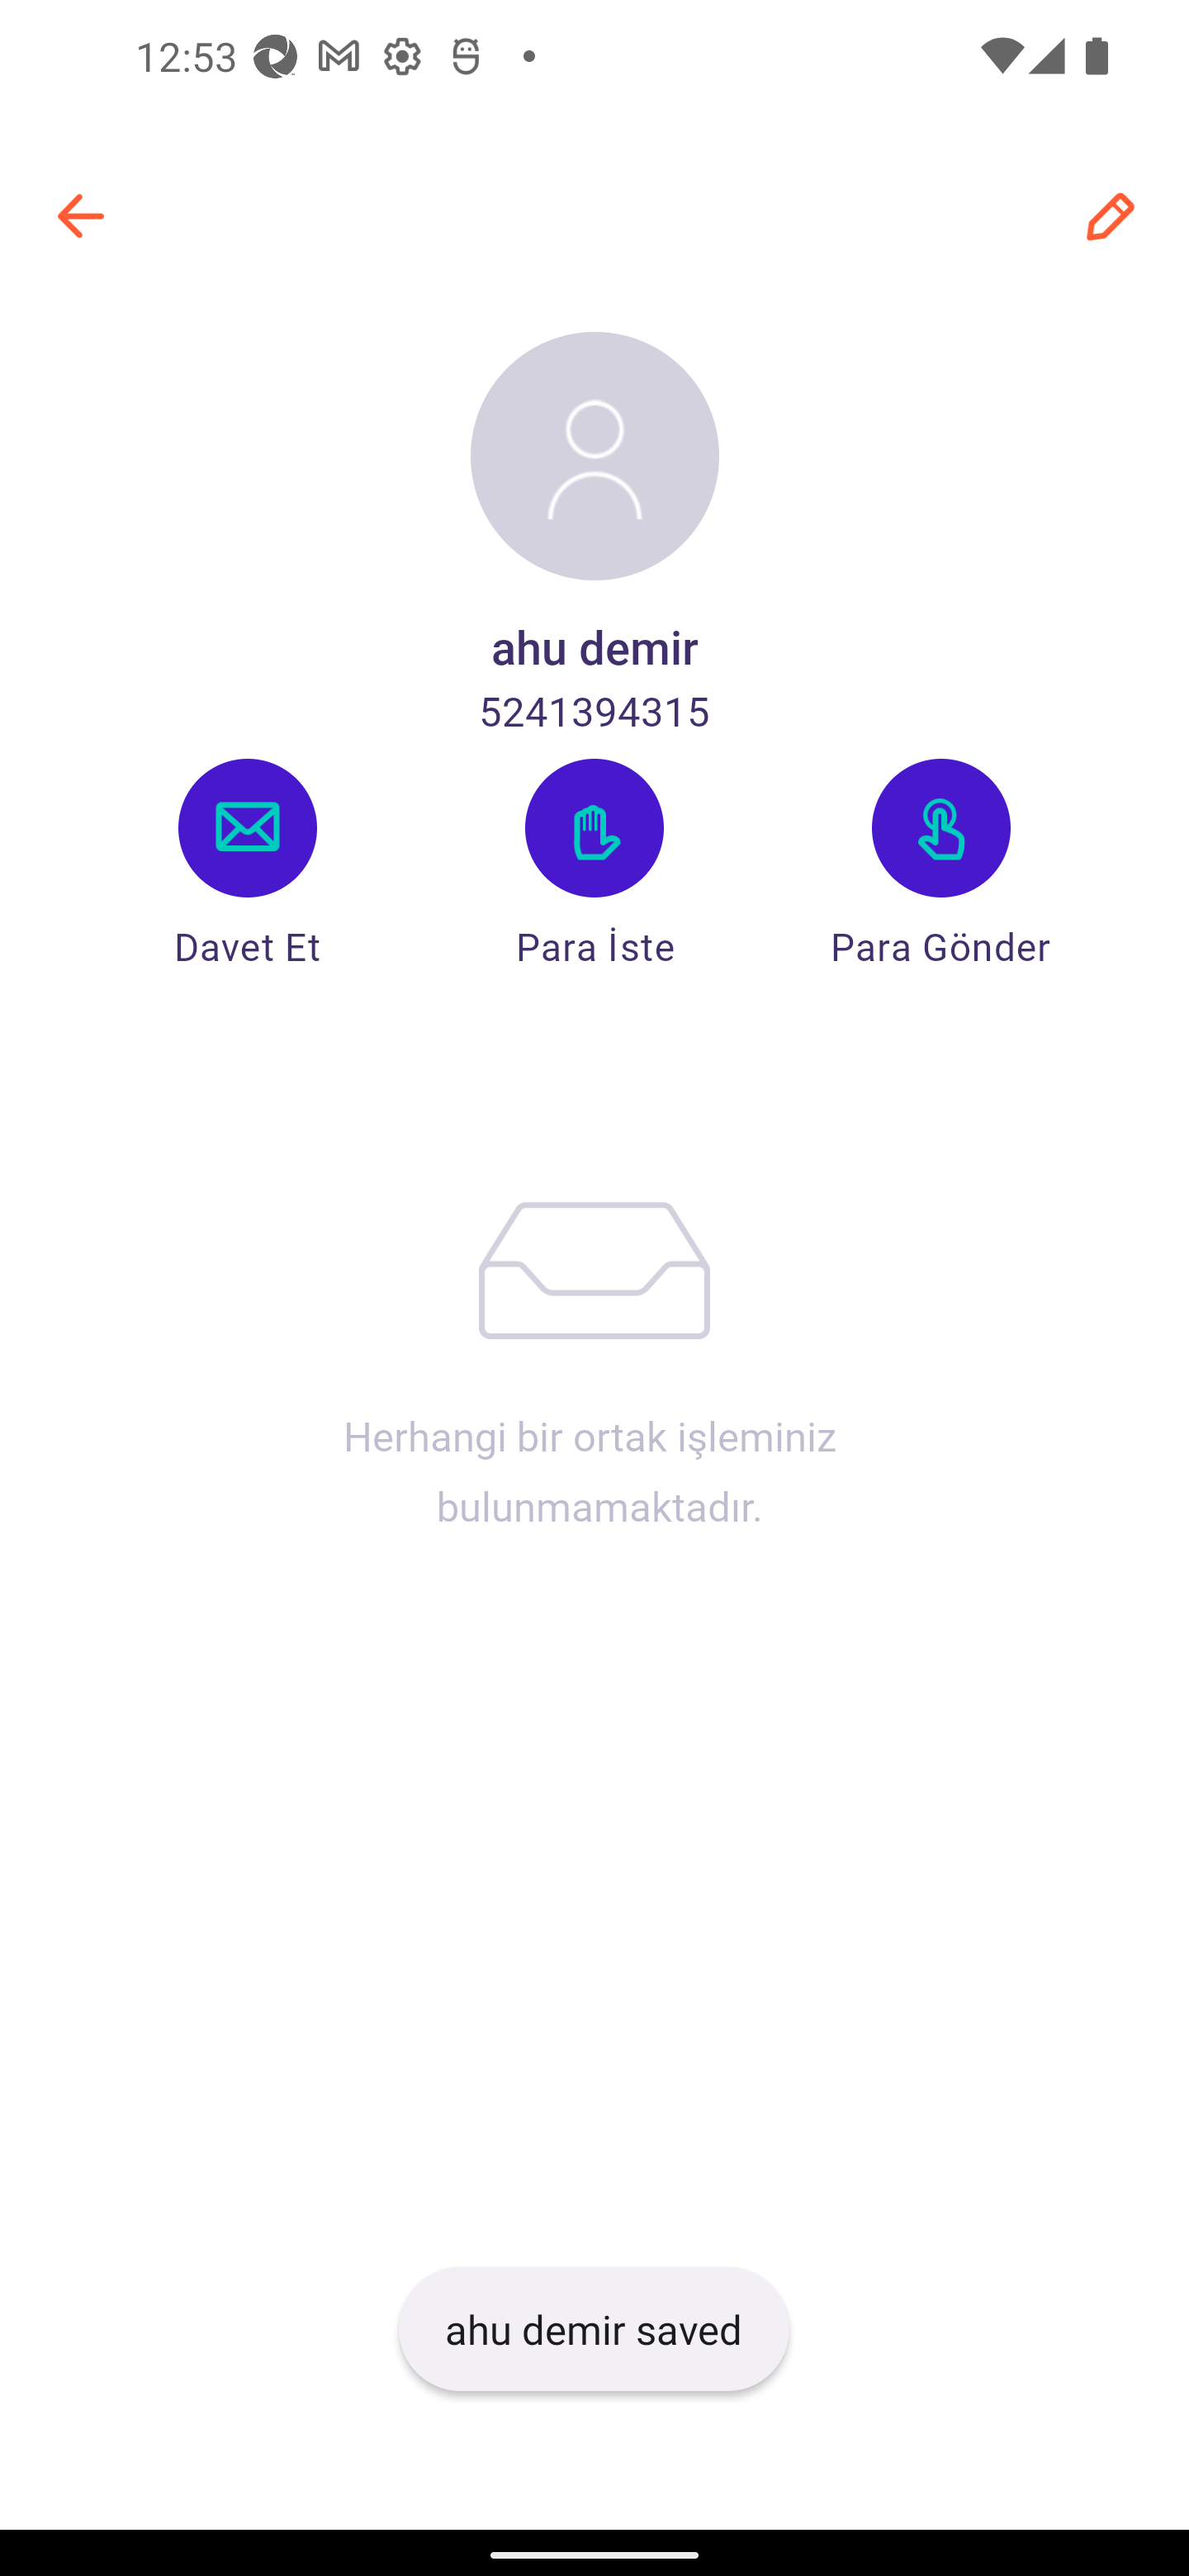 12:53
ahu demir
5241394315
Davet Et
Para İste
Para Gönder
Herhangi bir ortak işleminiz
bulunmamaktadır.
ahu demir saved